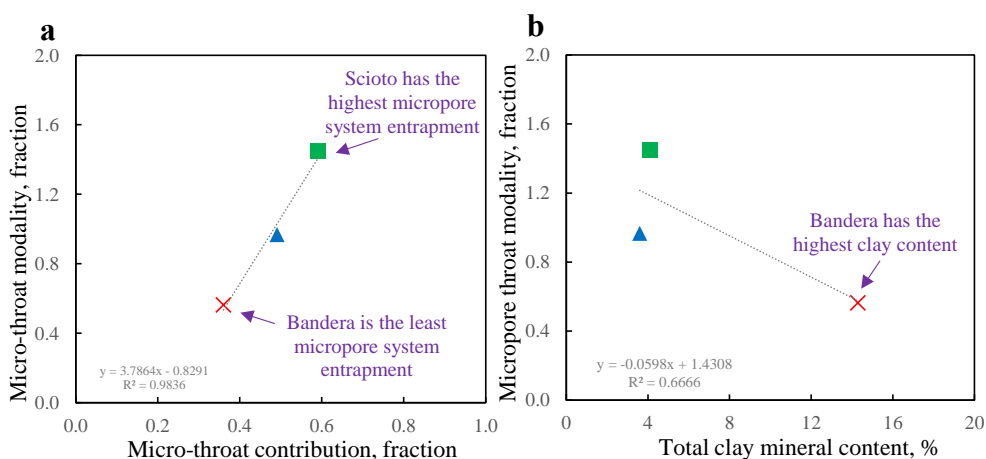 a
Micro-throat modality, fraction
2.0
1.6
1.2
0.8
0.4
0.0
Scioto has the
highest micropore
system entrapment
Bandera is the least
micropore system
entrapment
y = 3.7864x - 0.8291
R² = 0.9836
0.0 0.2 0.4 0.6 0.8 1.0
Micro-throat contribution, fraction
b
Micropore throat modality, fraction
2.0
1.6
1.2
0.8
0.4
0.0
Bandera has the
highest clay content
y = -0.0598x + 1.4308
R² = 0.6666
0 4 8 12 16 20
Total clay mineral content, %